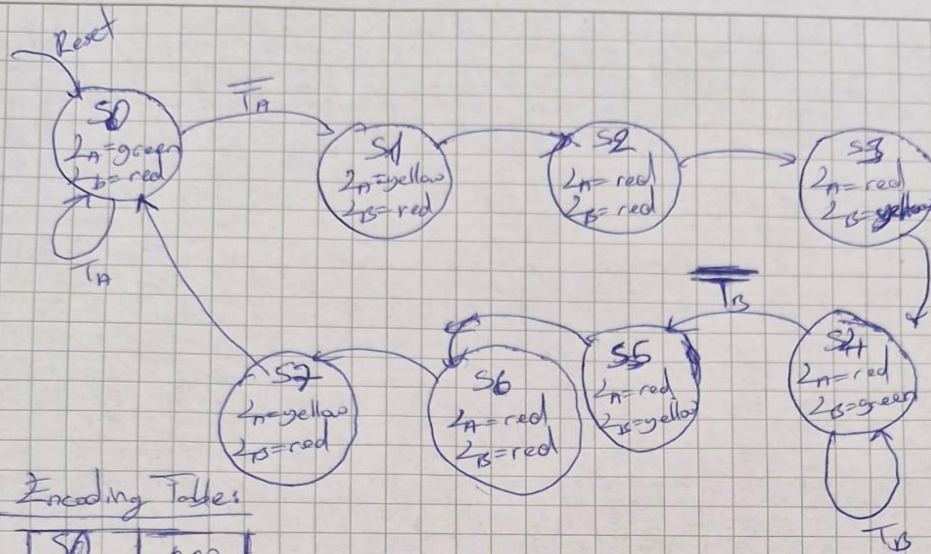 Reset
S0
LA=green
LB=red
TA
T̅A̅
S1
LA=yellow
LB=red
S2
LA=red
LB=red
S3
LA=red
LB=yellow
S4
LA=red
LB=green
TB
T̅B̅
S5
LA=red
LB=yellow
S6
LA=red
LB=red
S7
LA=yellow
LB=red
Encoding Tables
S0 000